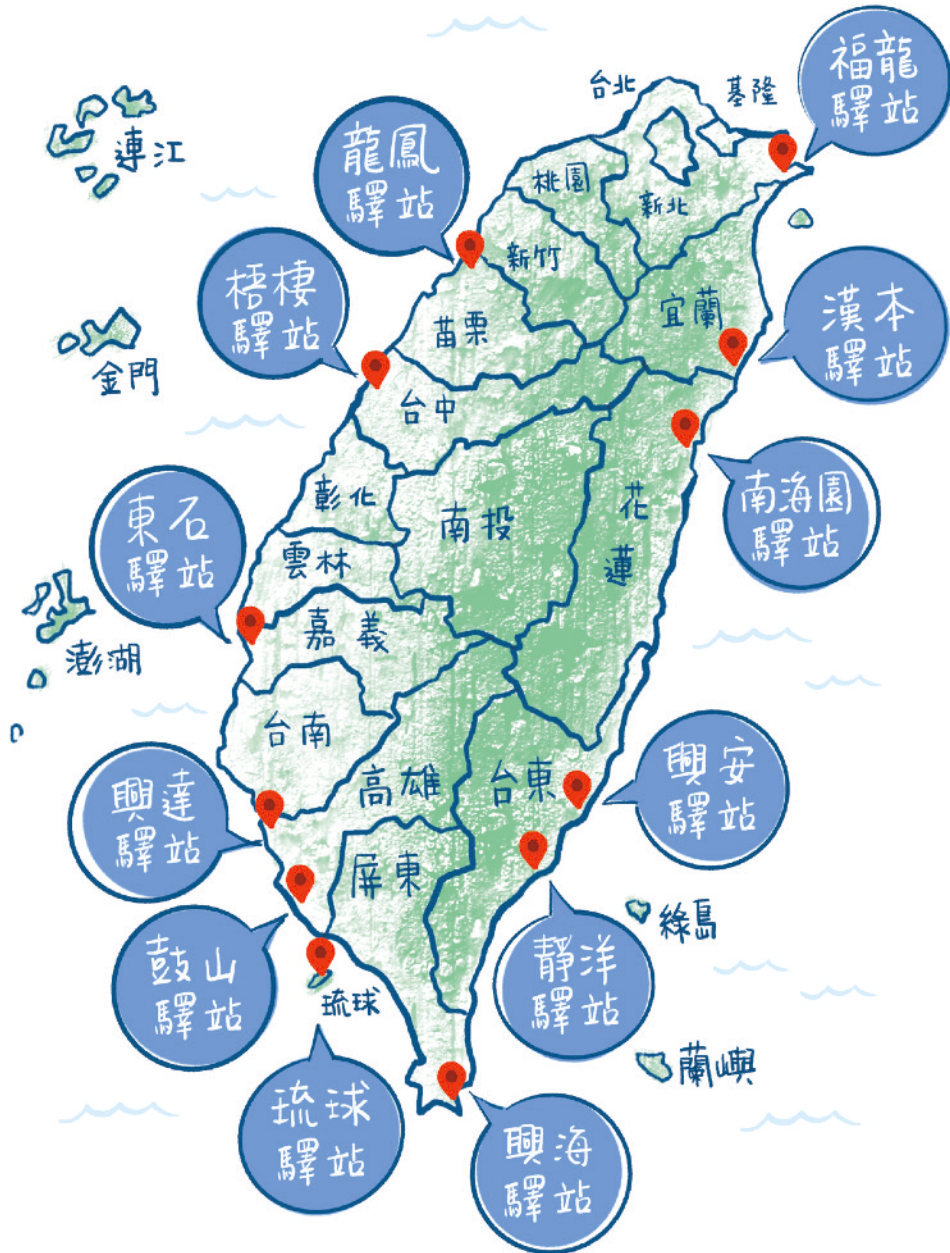 福龍
驛站
台北
基隆
連江
龍鳳
驛站
桃園
新北
新竹
梧棲
驛站
宜蘭
漢本
驛站
苗栗
金門
台中
彰化
南投
花
蓮
南海園
驛站
東石
驛站
雲林
嘉義
澎湖
台南
高雄
台東
興安
驛站
興達
驛站
屏東
綠島
鼓山
驛站
靜洋
驛站
琉球
蘭嶼
琉球
驛站
興海
驛站